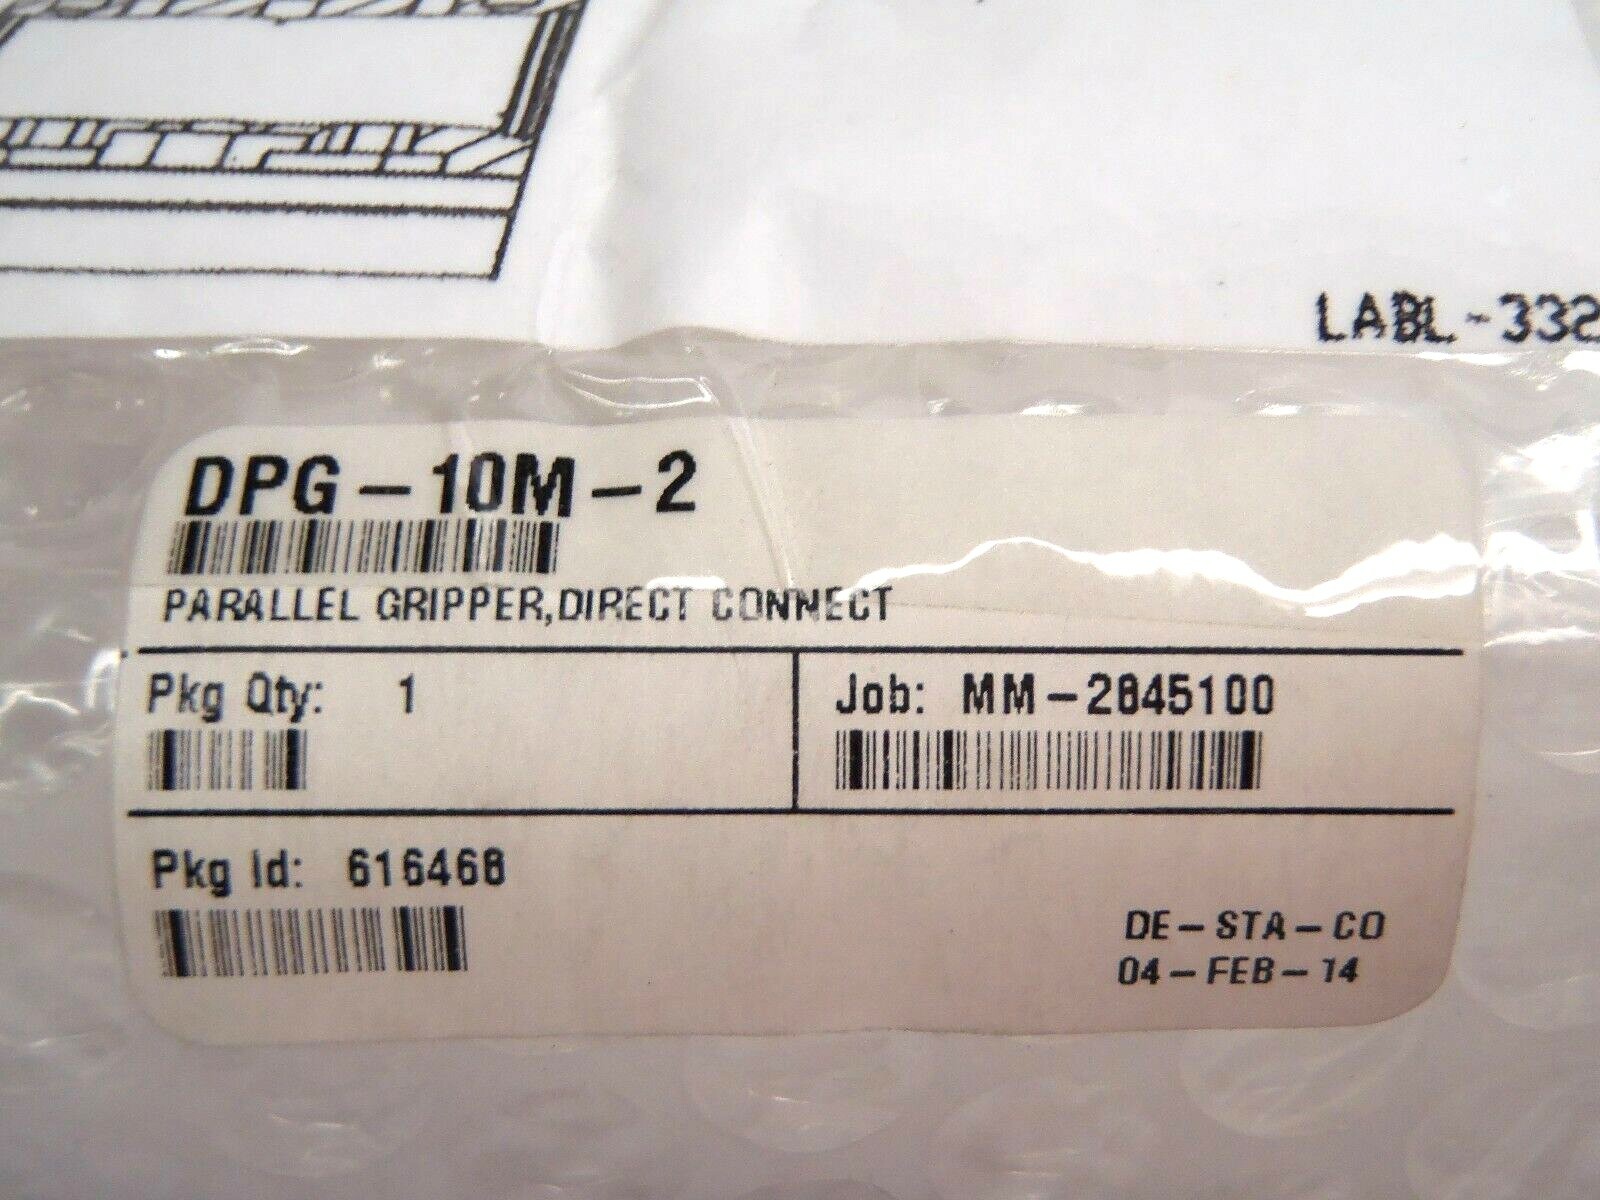 LABL-332
DPG-10M-2
PARALLEL GRIPPER,DIRECT CONNECT
Pkg Qty: 1
Job: MM-2845100
Pkg Id: 616468
DE-STA-CO
04-FEB-14